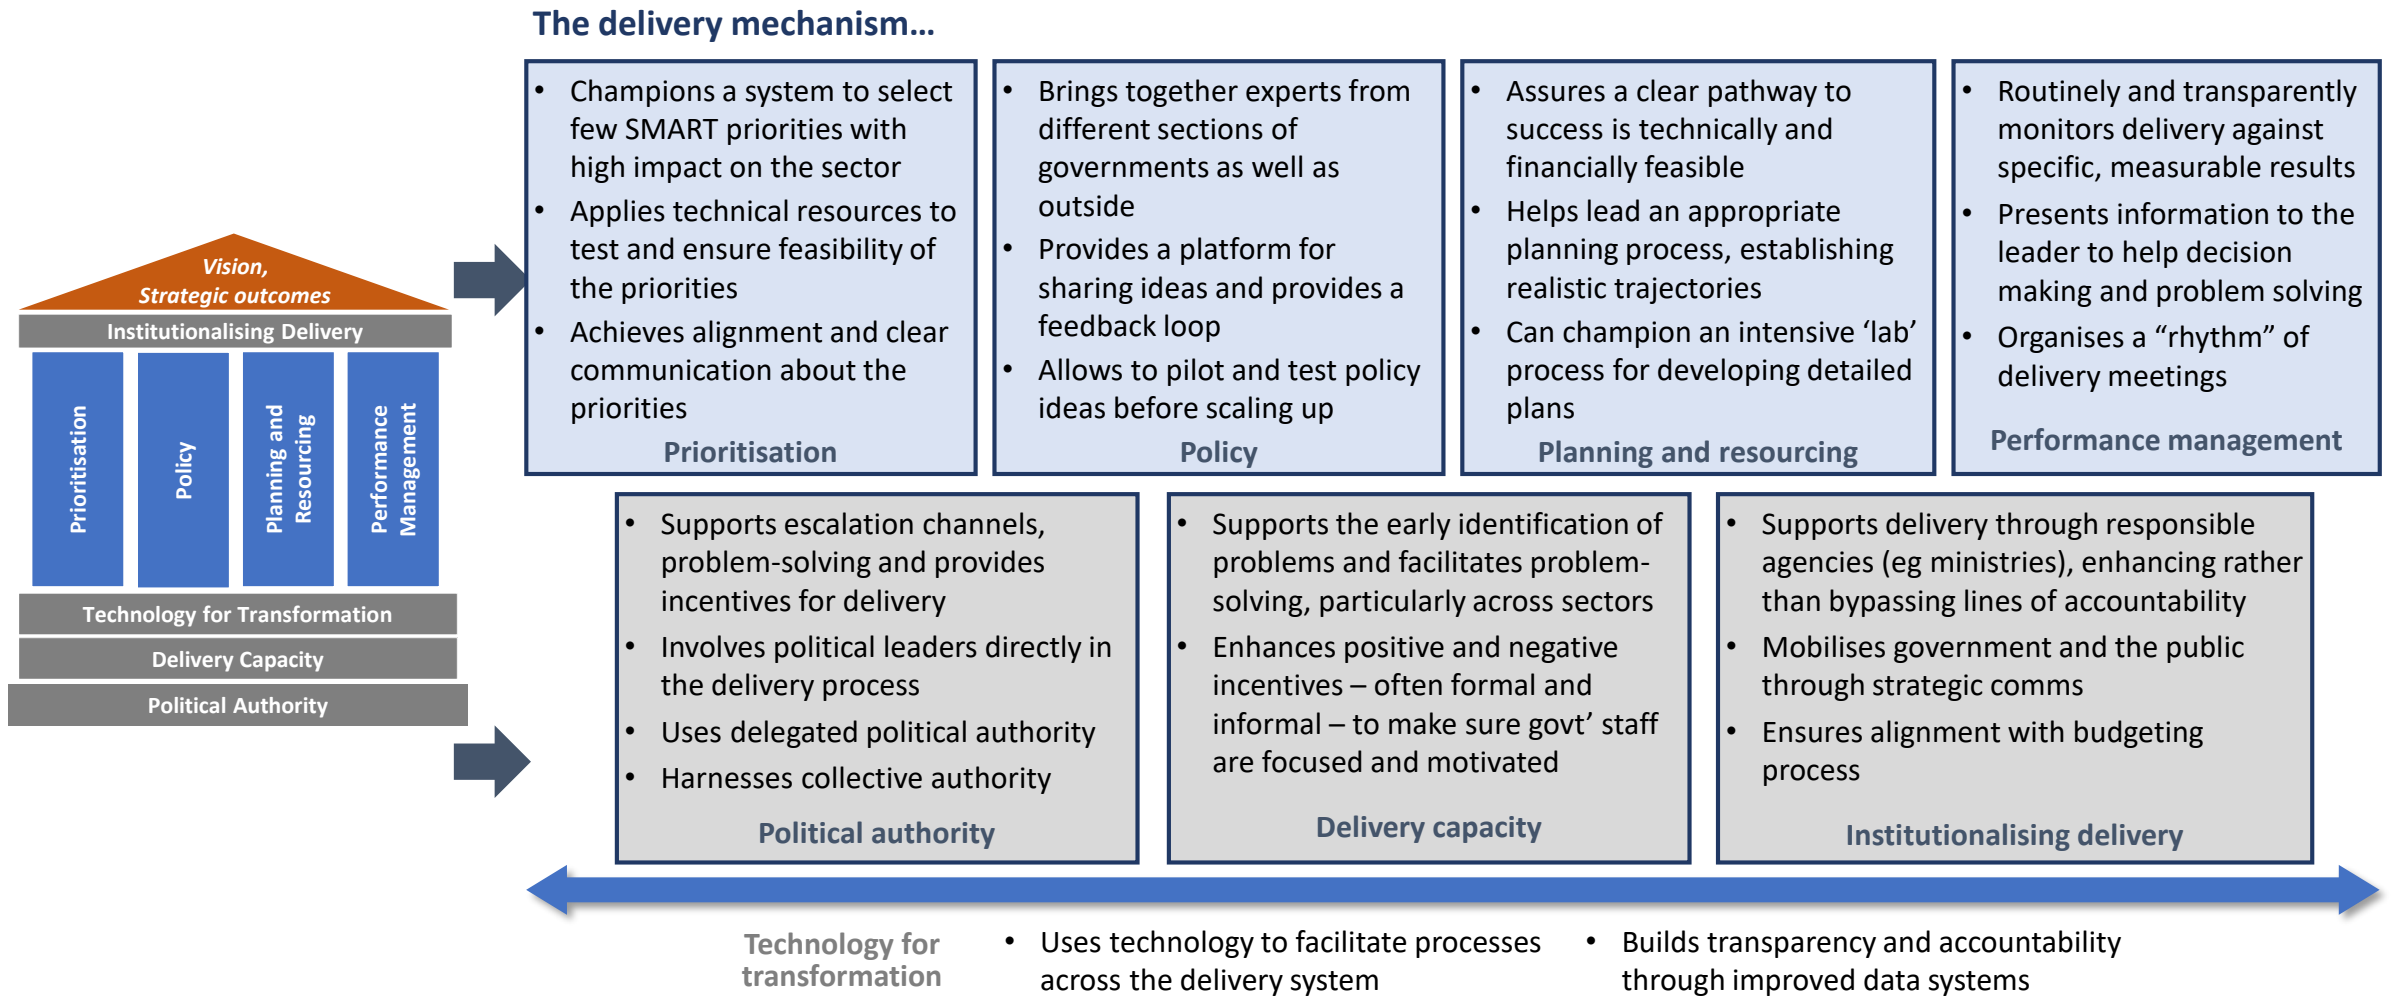 The delivery mechanism...
• Champions a system to select
few SMART priorities with
high impact on the sector
• Applies technical resources to
test and ensure feasibility of
the priorities
• Achieves alignment and clear
communication about the
priorities
Prioritisation
• Brings together experts from
different sections of
governments as well as
outside
• Provides a platform for
sharing ideas and provides a
feedback loop
• Allows to pilot and test policy
ideas before scaling up
Policy
• Assures a clear pathway to
success is technically and
financially feasible
• Helps lead an appropriate
planning process, establishing
realistic trajectories
• Can champion an intensive ‘lab’
process for developing detailed
plans
Planning and resourcing
• Routinely and transparently
monitors delivery against
specific, measurable results
• Presents information to the
leader to help decision
making and problem solving
• Organises a “rhythm” of
delivery meetings
Performance management
Vision,
Strategic outcomes
Institutionalising Delivery
Prioritisation
Policy
Planning and
Resourcing
Performance
Management
Technology for Transformation
Delivery Capacity
Political Authority
• Supports escalation channels,
problem-solving and provides
incentives for delivery
• Involves political leaders directly in
the delivery process
• Uses delegated political authority
• Harnesses collective authority
Political authority
• Supports the early identification of
problems and facilitates problem-
solving, particularly across sectors
• Enhances positive and negative
incentives – often formal and
informal – to make sure govt’ staff
are focused and motivated
Delivery capacity
• Supports delivery through responsible
agencies (eg ministries), enhancing rather
than bypassing lines of accountability
• Mobilises government and the public
through strategic comms
• Ensures alignment with budgeting
process
Institutionalising delivery
Technology for
transformation
• Uses technology to facilitate processes
across the delivery system
• Builds transparency and accountability
through improved data systems